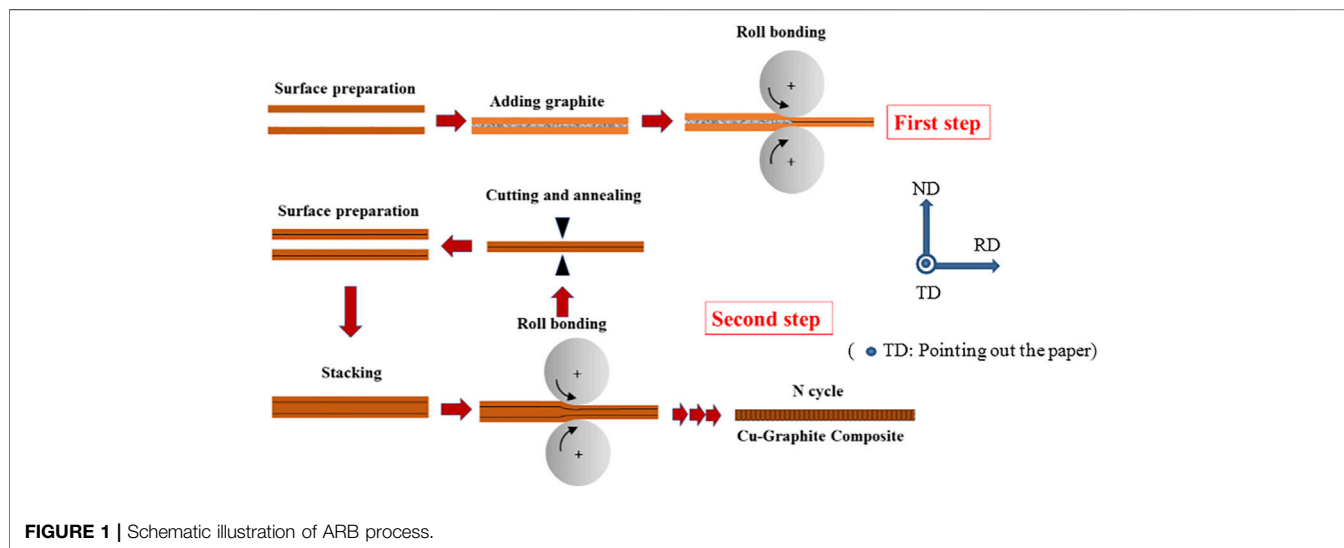 Roll bonding
Surface preparation
Adding graphite
+
First step
+
Cutting and annealing
ND
Surface preparation
RD
TD
Roll bonding
Second step
( TD: Pointing out the paper)
Stacking
+
N cycle
Cu-Graphite Composite
+
FIGURE 1 | Schematic illustration of ARB process.